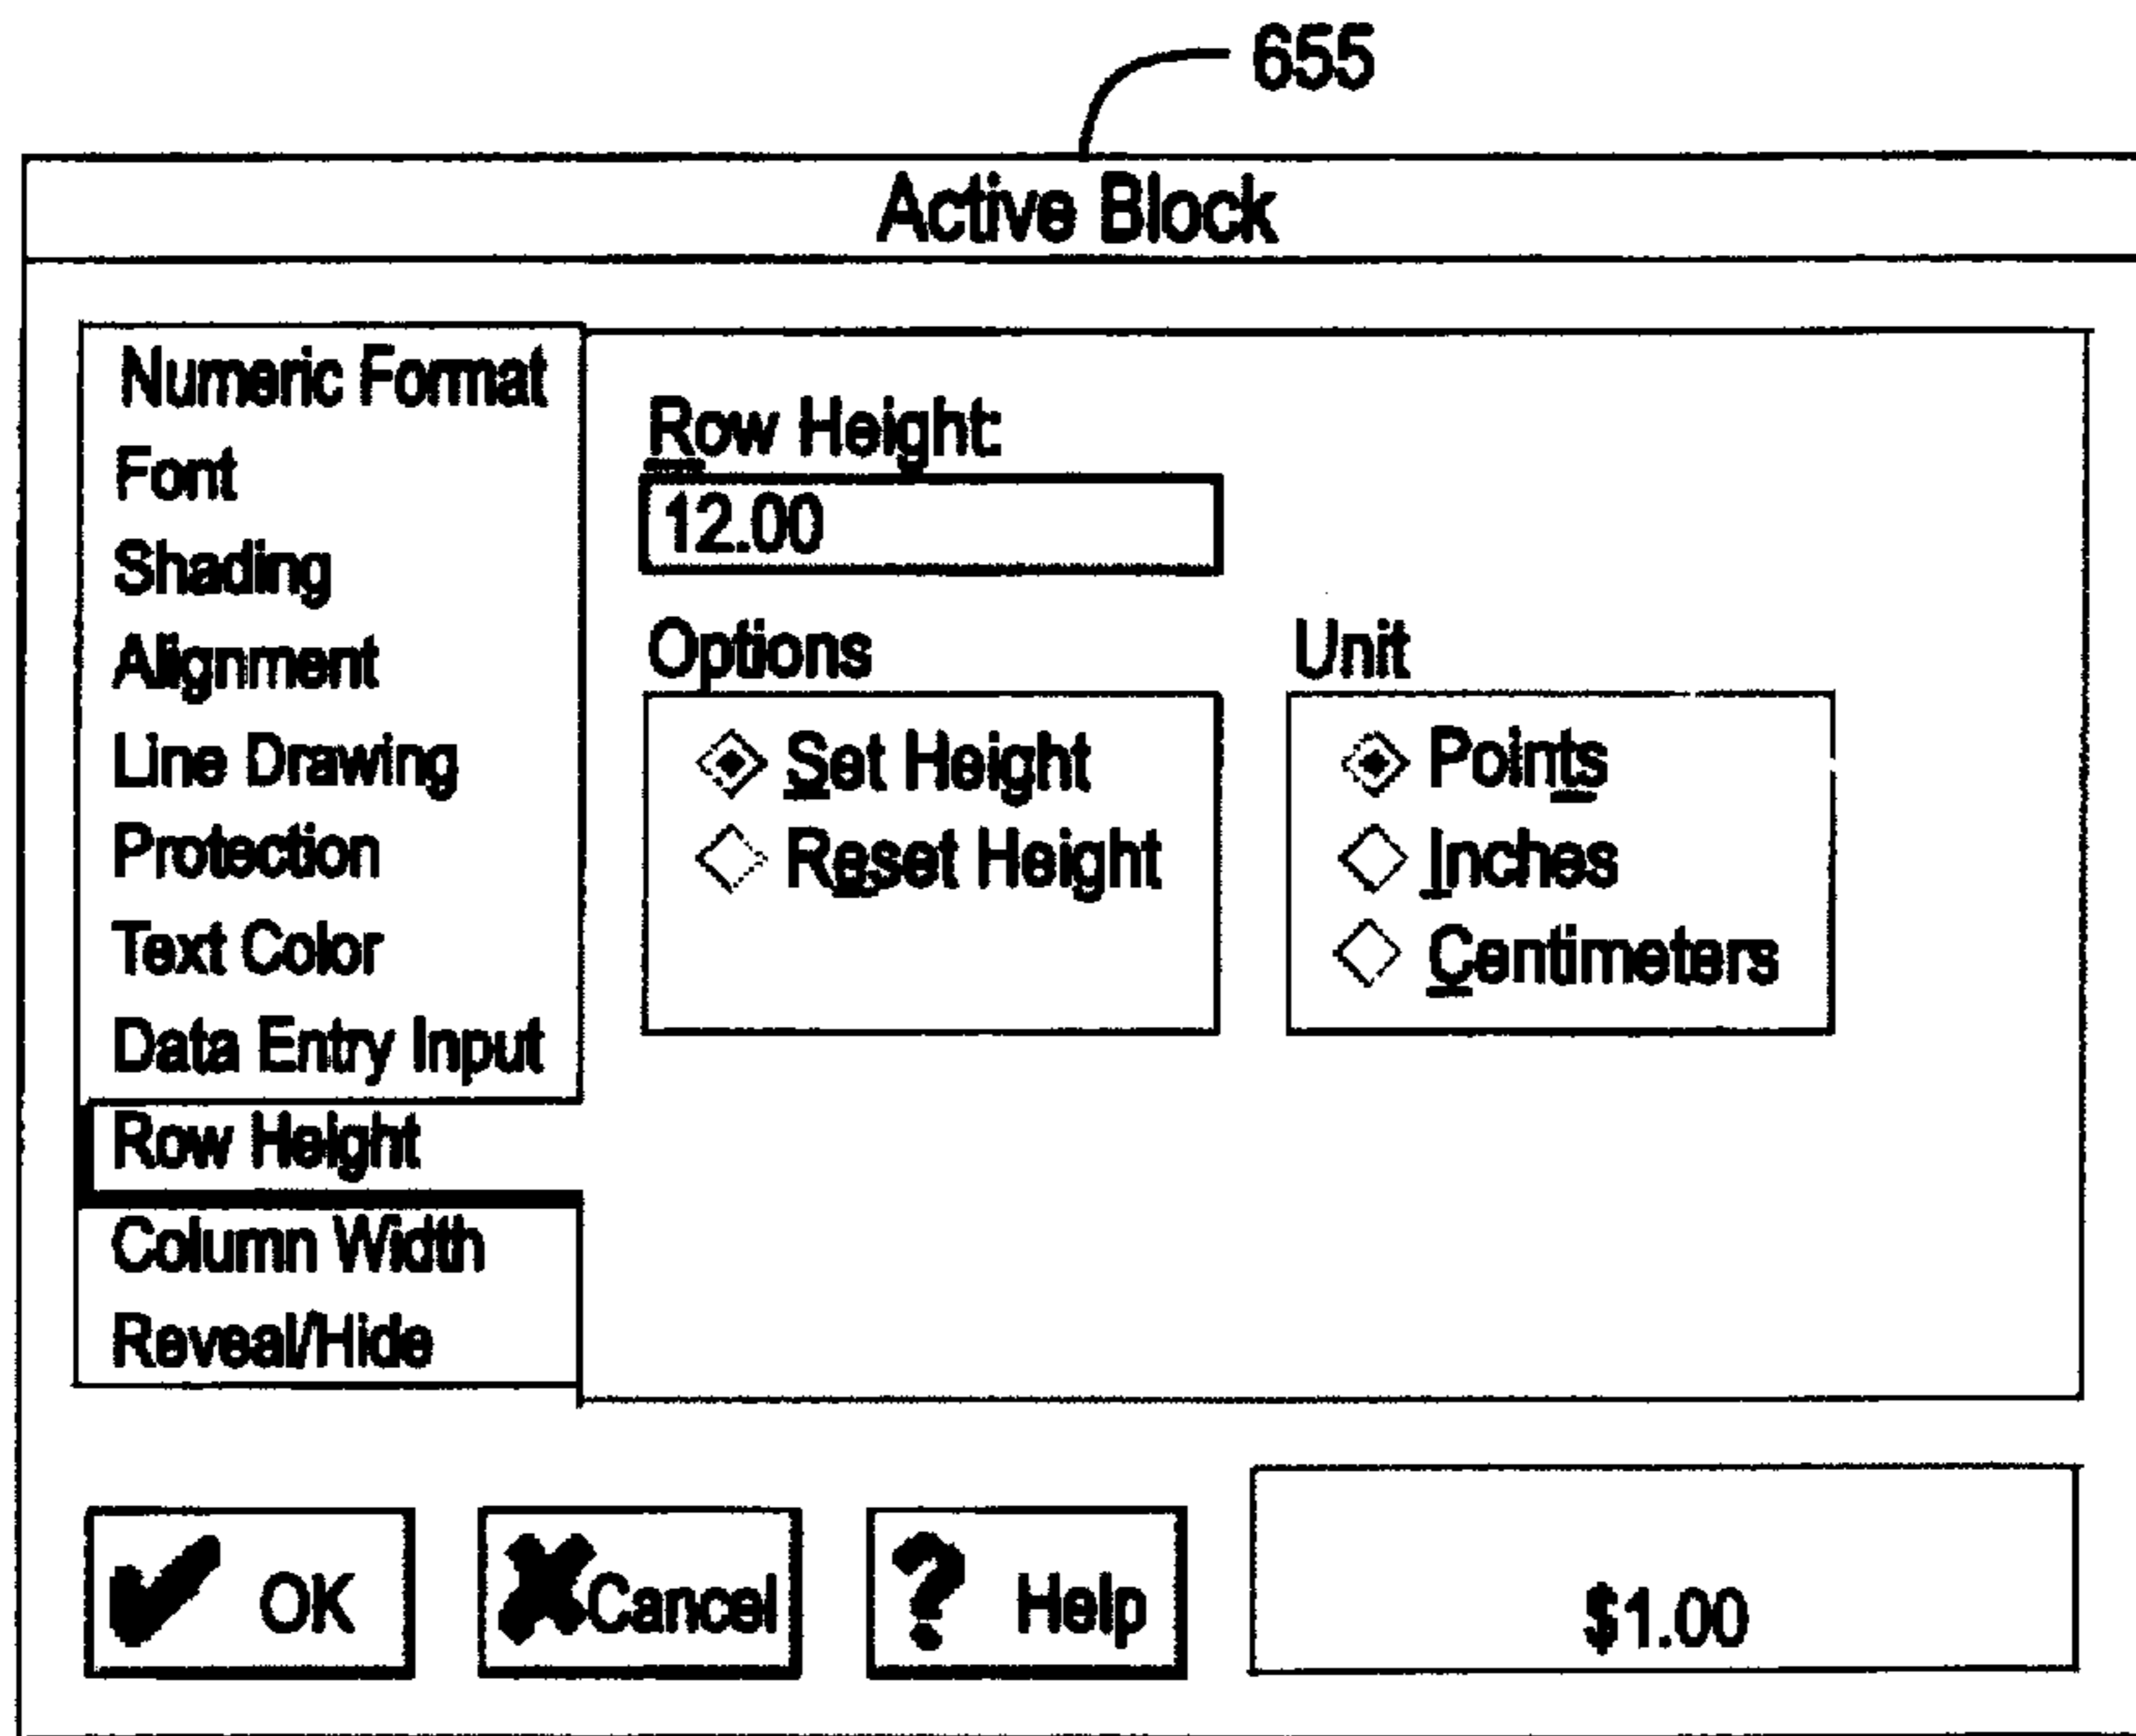 655
Active Block
Numeric Format
Font
Shading
Alignment
Line Drawing
Protection
Text Color
Data Entry Input
Row Height
Column Width
Reveal/Hide
Row Height:
12.00
Options
Set Height
Reset Height
Unit
Points
Inches
Centimeters
OK
Cancel
? Help
$1.00